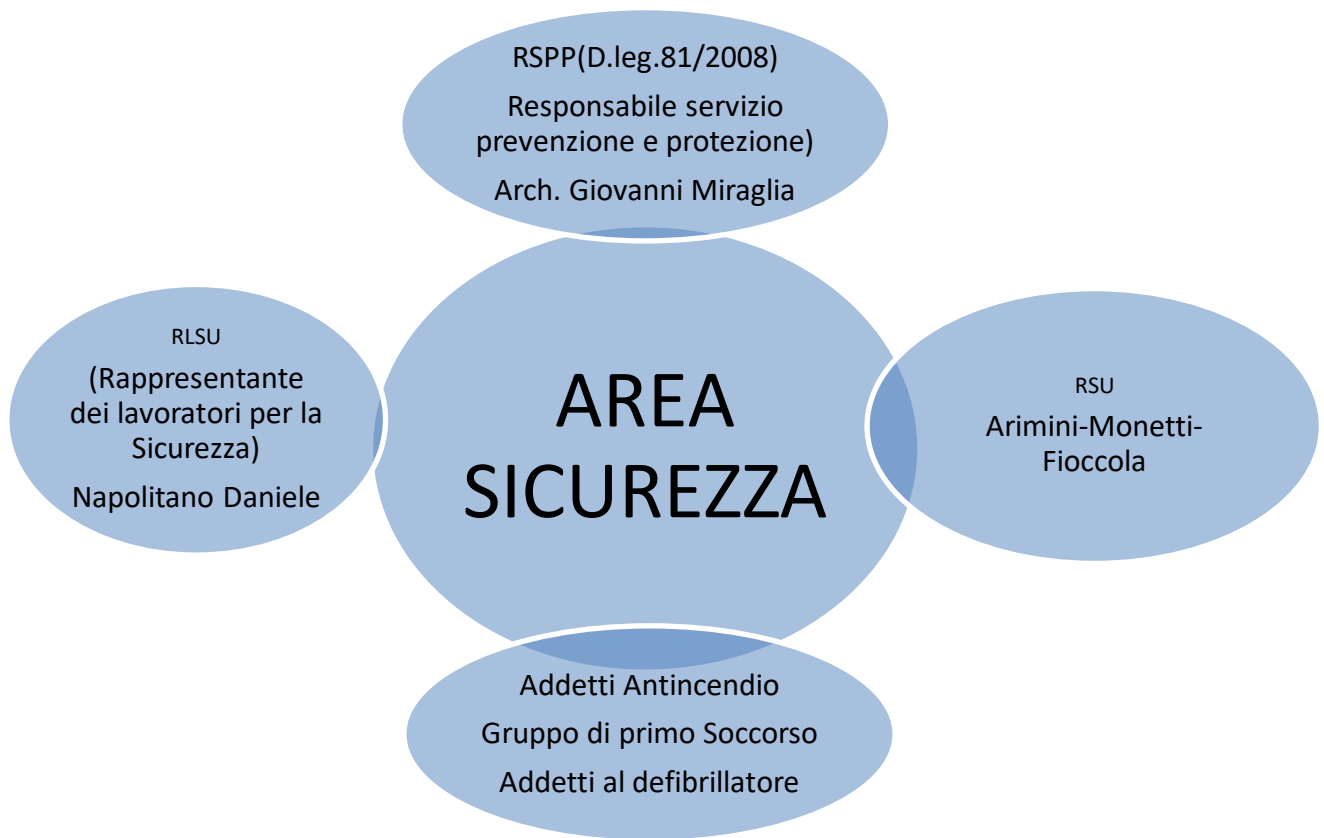 RSPP(D.leg.81/2008)
Responsabile servizio
prevenzione e protezione)
Arch. Giovanni Miraglia
RLSU
(Rappresentante
dei lavoratori per la
Sicurezza)
Napolitano Daniele
AREA
SICUREZZA
RSU
Arimini-Monetti-
Fioccola
Addetti Antincendio
Gruppo di primo Soccorso
Addetti al defibrillatore